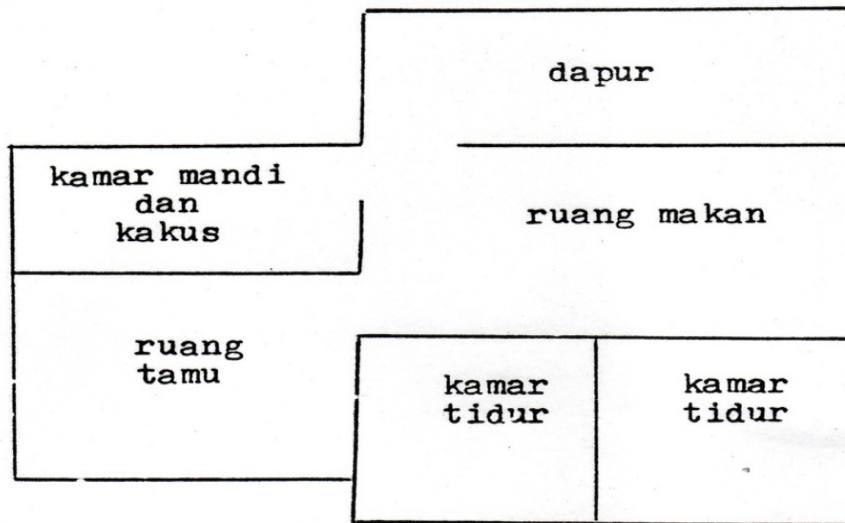 dapur
kamar mandi
dan
kakus
ruang makan
ruang
tamu
kamar
tidur
kamar
tidur